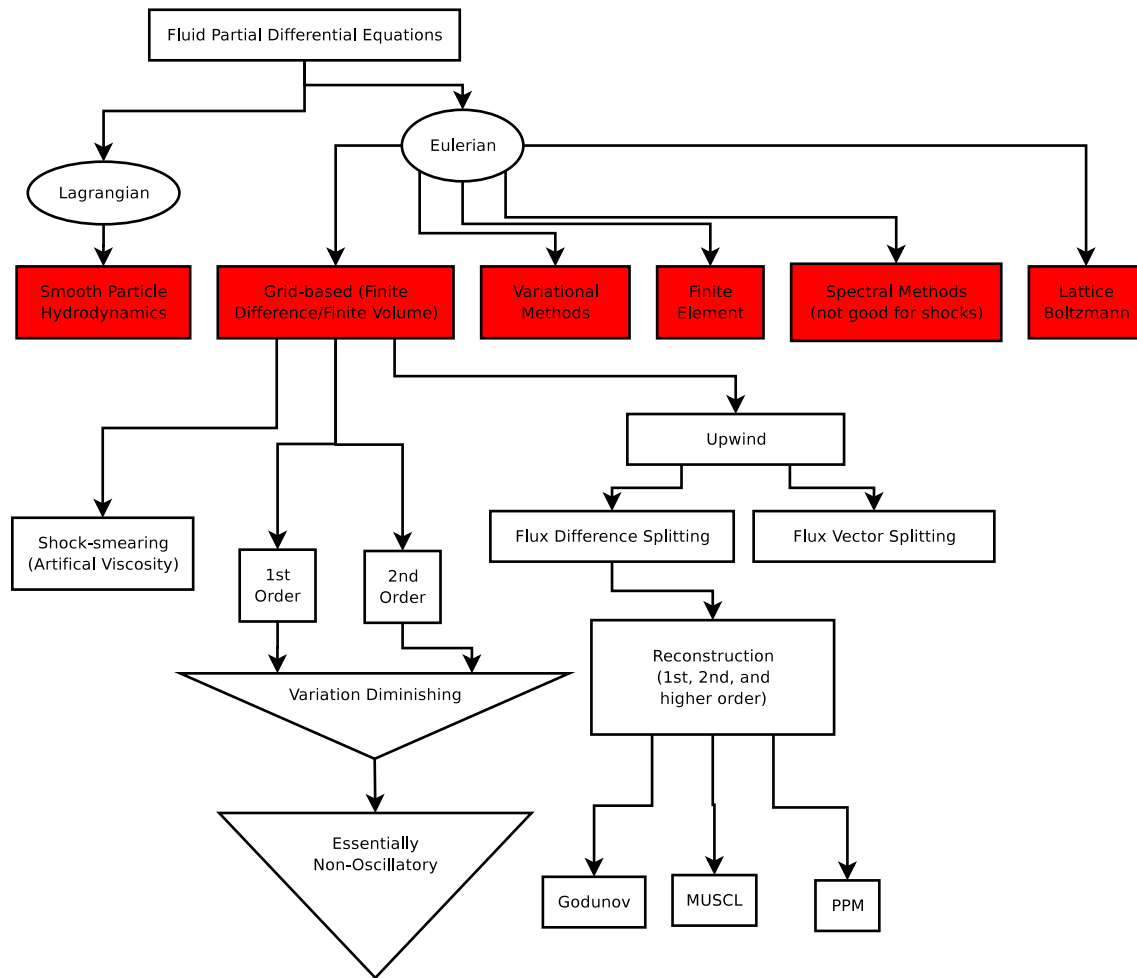 Fluid Partial Differential Equations
Eulerian
Lagrangian
Smooth Particle
Hydrodynamics
Grid-based (Finite
Difference/Finite Volume)
Variational
Methods
Finite
Element
Spectral Methods
(not good for shocks)
Lattice
Boltzmann
Upwind
Shock-smearing
(Artifical Viscosity)
1st
Order
2nd
Order
Flux Difference Splitting
Flux Vector Splitting
Variation Diminishing
Reconstruction
(1st, 2nd, and
higher order)
Essentially
Non-Oscillatory
Godunov
MUSCL
PPM